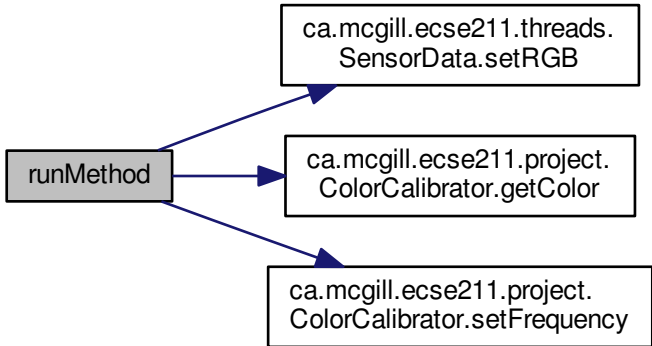 ca.mcgill.ecse211.threads.
SensorData.setRGB
runMethod
ca.mcgill.ecse211.project.
ColorCalibrator.getColor
ca.mcgill.ecse211.project.
ColorCalibrator.setFrequency